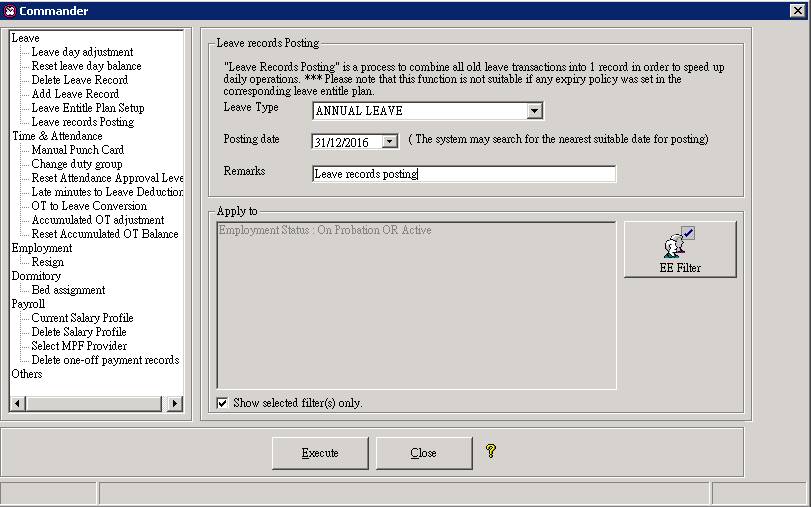 Commander
Leave
Leave day adjustment
Reset leave day balance
Delete Leave Record
Add Leave Record
Leave Entitle Plan Setup
Leave records Posting
Time & Attendance
Manual Punch Card
Change duty group
Reset Attendance Approval Leve
Late minutes to Leave Deduction
OT to Leave Conversion
Accumulated OT adjustment
Reset Accumulated OT Balance
Employment
Resign
Dormitory
Bed assignment
Payroll
Current Salary Profile
Delete Salary Profile
Select MPF Provider
Delete one-off payment records
Others
Leave records Posting
"Leave Records Posting" is a process to combine all old leave transactions into 1 record in order to speed up
daily operations. *** Please note that this function is not suitable if any expiry policy was set in the
corresponding leave entitle plan.
Leave Type ANNUAL LEAVE
Posting date 31/12/2016 ( The system may search for the nearest suitable date for posting)
Remarks Leave records posting
Apply to
Employment Status : On Probation OR Active
EE Filter
Show selected filter(s) only.
Execute Close ?